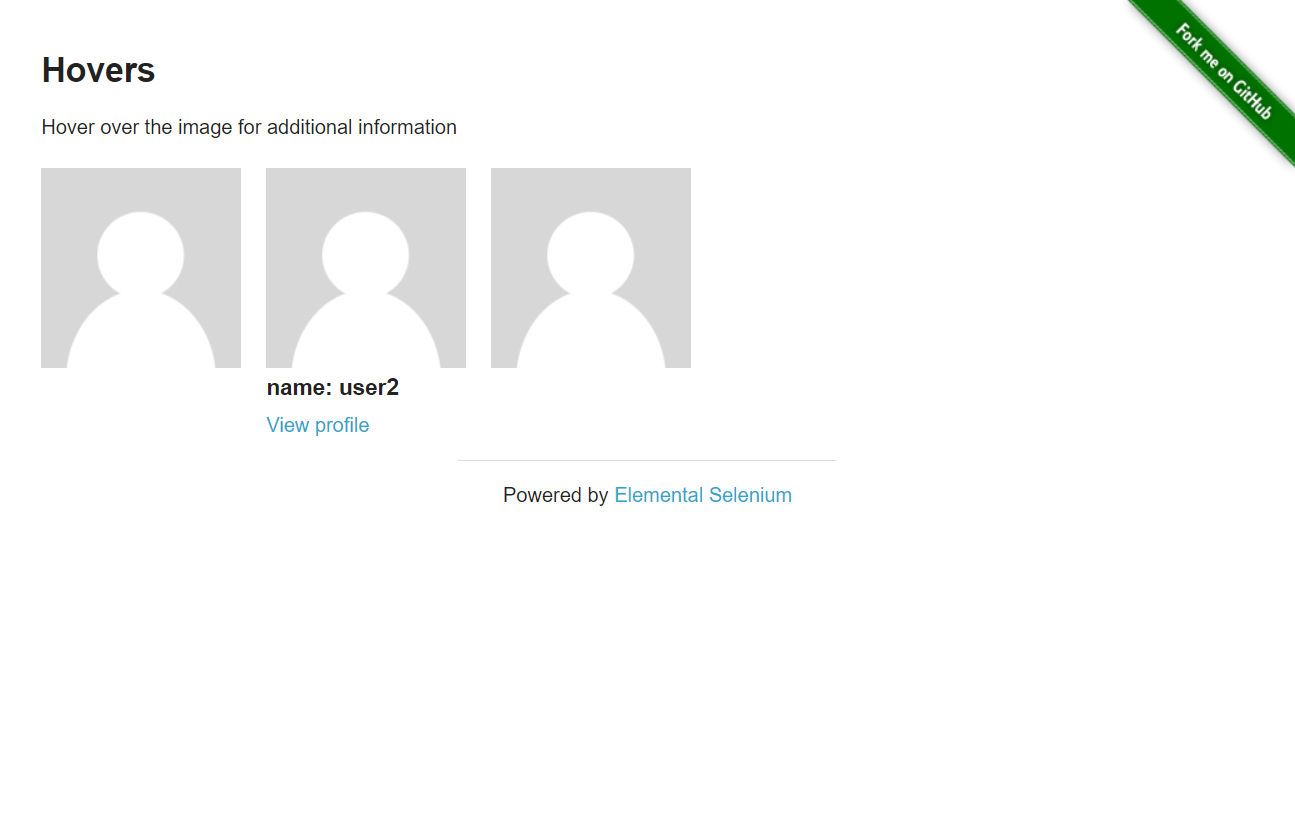 Fork me on GitHub
Hovers
Hover over the image for additional information
name: user2
View profile
Powered by Elemental Selenium